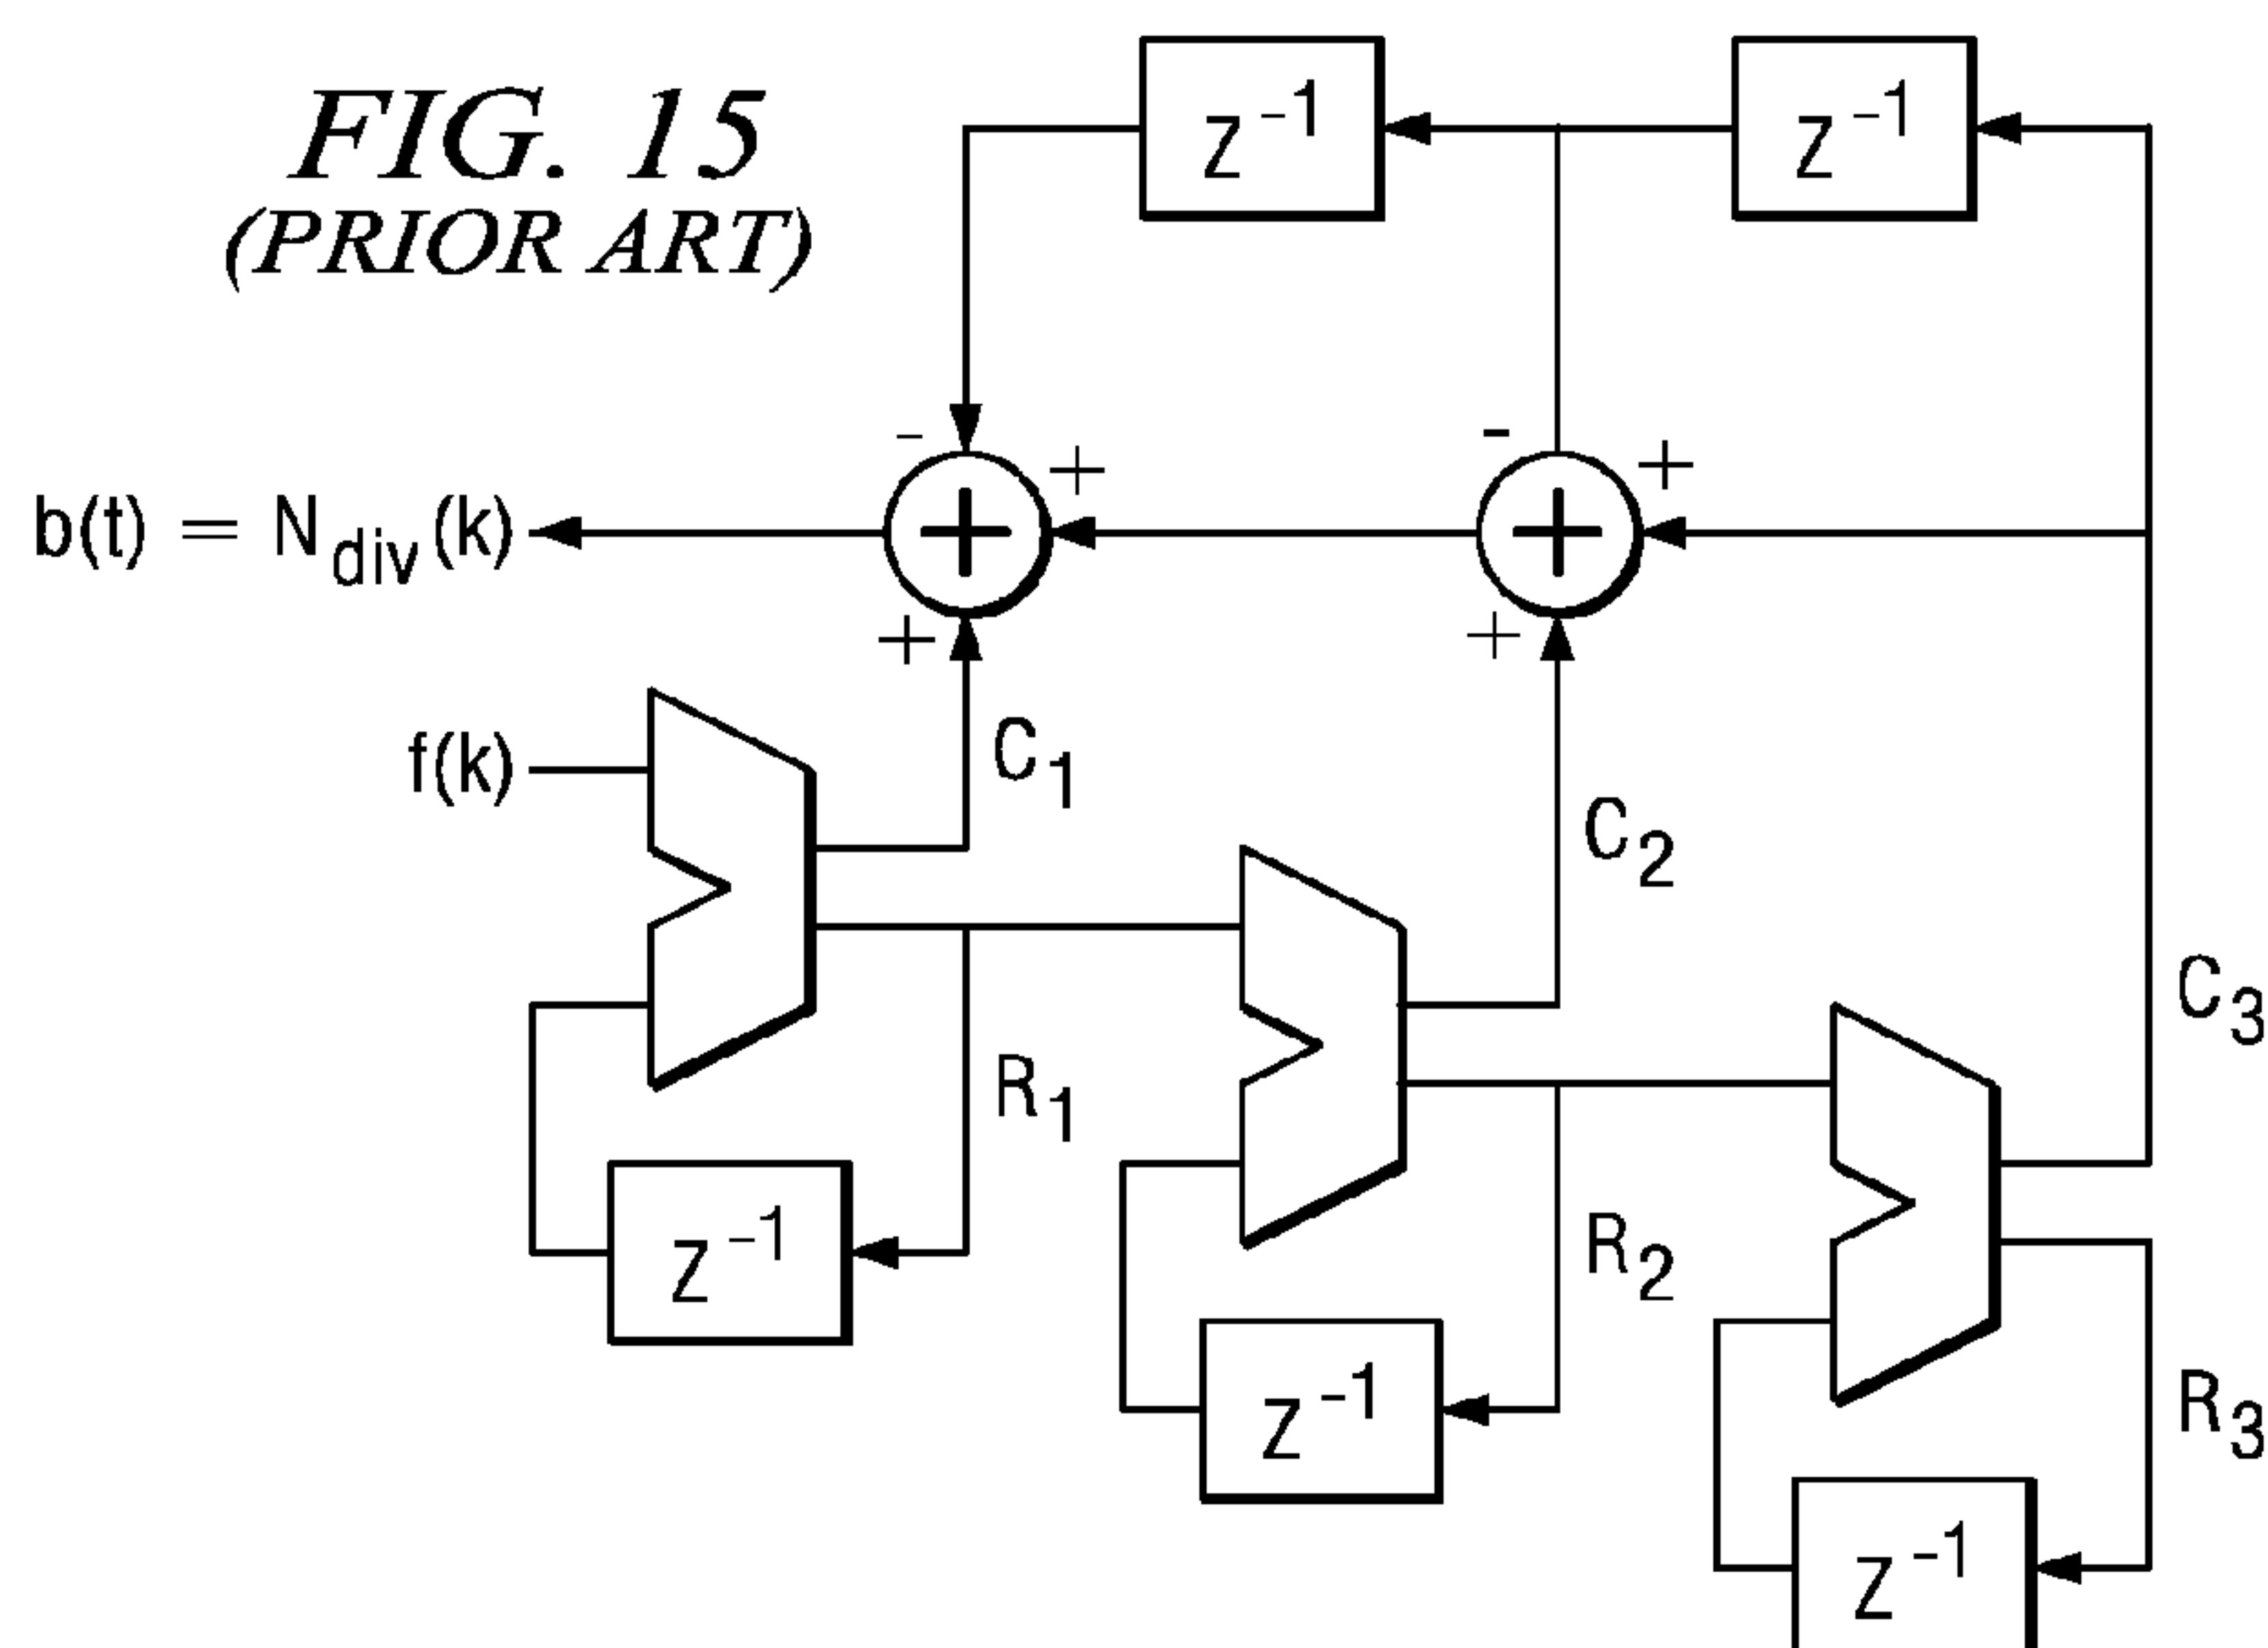 FIG. 15
(PRIOR ART)
z⁻¹
z⁻¹
-
+
-
+
b(t) = N_div(k)
+
+
+
+
f(k)
C₁
C₂
C₃
R₁
z⁻¹
R₂
z⁻¹
R₃
z⁻¹